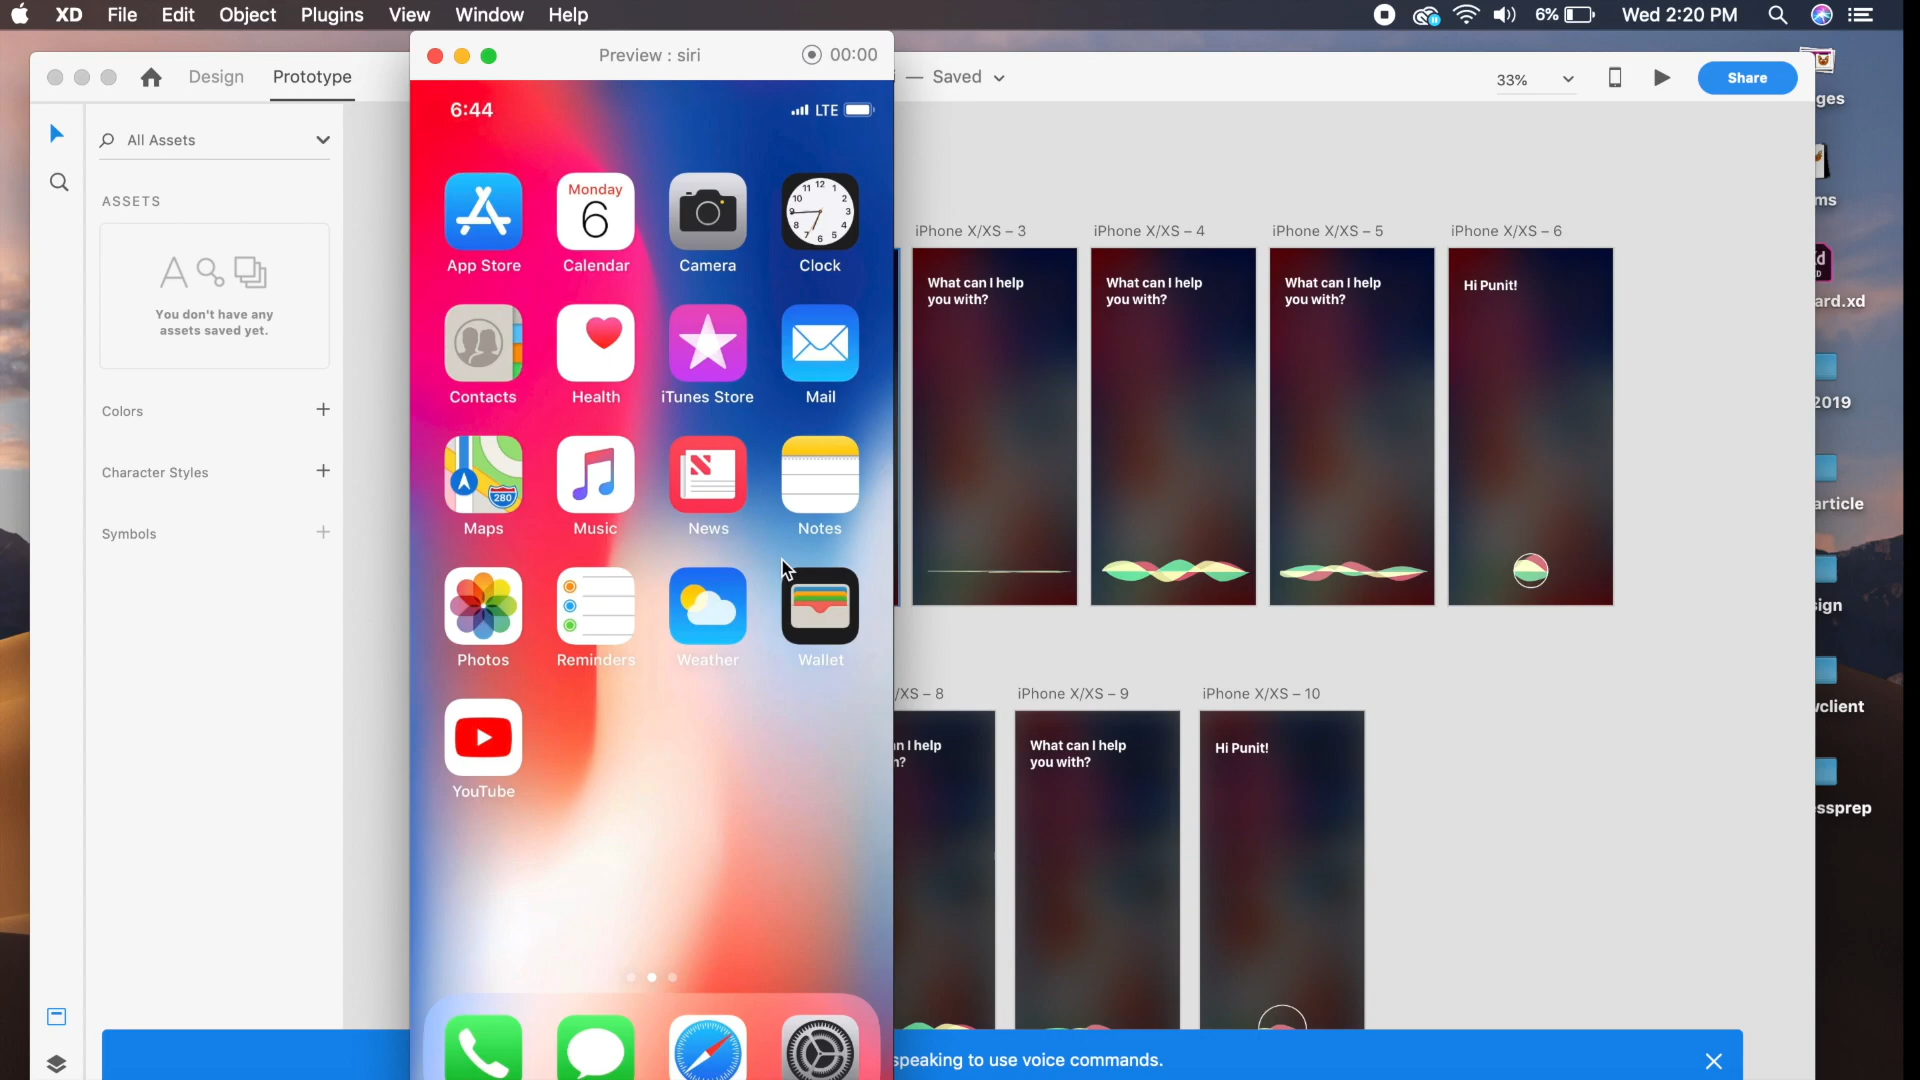 XD File Edit Object Plugins View Window Help
6% Wed 2:20 PM
Design Prototype
Preview : siri 00:00
— Saved
33% Share
6:44 LTE
All Assets
ASSETS
You don't have any
assets saved yet.
Colors
Character Styles
Symbols
Monday
6
App Store Calendar Camera Clock
Contacts Health iTunes Store Mail
280
Maps Music News Notes
Photos Reminders Weather Wallet
YouTube
iPhone X/XS – 3
What can I help
you with?
iPhone X/XS – 4
What can I help
you with?
iPhone X/XS – 5
What can I help
you with?
iPhone X/XS – 6
Hi Punit!
/XS – 8
n I help
?
iPhone X/XS – 9
What can I help
you with?
iPhone X/XS – 10
Hi Punit!
speaking to use voice commands.
ges
ms
ard.xd
2019
article
ign
client
ssprep